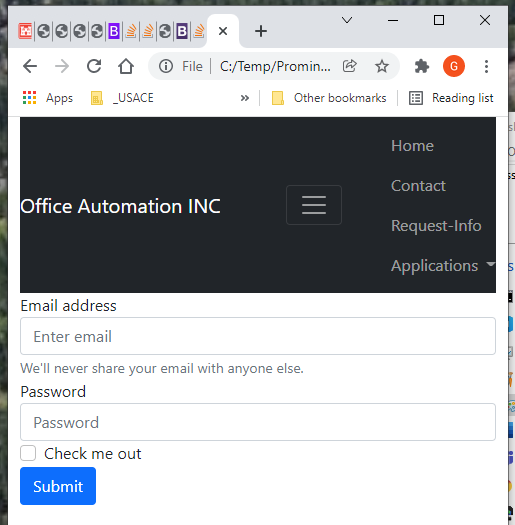 File
C:/Temp/Promin...
G
Apps
_USACE
»
Other bookmarks
Reading list
Home
Contact
Office Automation INC
Request-Info
Applications
Email address
Enter email
We'll never share your email with anyone else.
Password
Password
Check me out
Submit